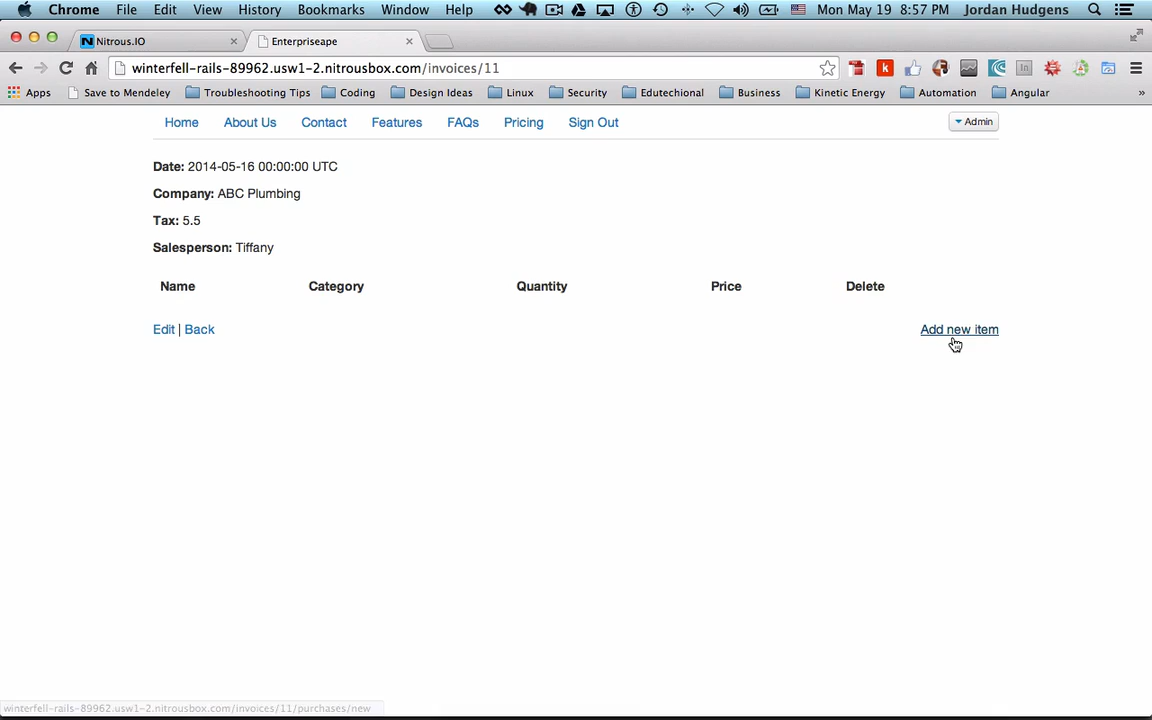 Chrome File Edit View History Bookmarks Window Help Mon May 19 8:57 PM Jordan Hudgens
Nitrous.IO Enterpriseape
winterfell-rails-89962.usw1-2.nitrousbox.com/invoices/11
Apps Save to Mendeley Troubleshooting Tips Coding Design Ideas Linux Security Edutechional Business Kinetic Energy Automation Angular »
Home About Us Contact Features FAQs Pricing Sign Out Admin
Date: 2014-05-16 00:00:00 UTC
Company: ABC Plumbing
Tax: 5.5
Salesperson: Tiffany
Name Category Quantity Price Delete
Edit | Back Add new item
winterfell-rails-89962.usw1-2.nitrousbox.com/invoices/11/purchases/new